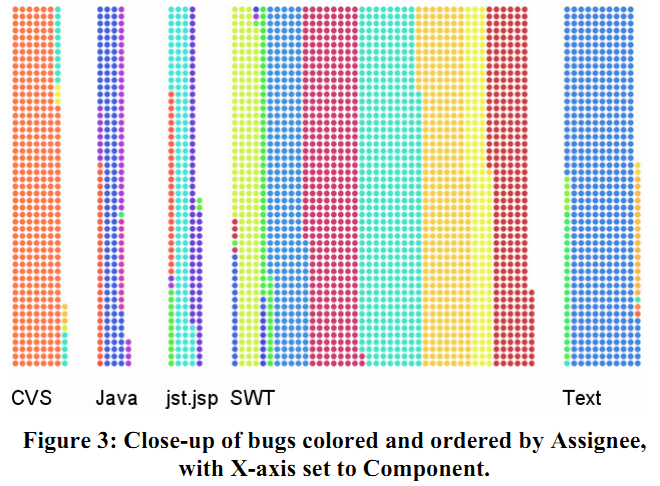 CVS Java jst.jsp SWT Text
Figure 3: Close-up of bugs colored and ordered by Assignee,
with X-axis set to Component.